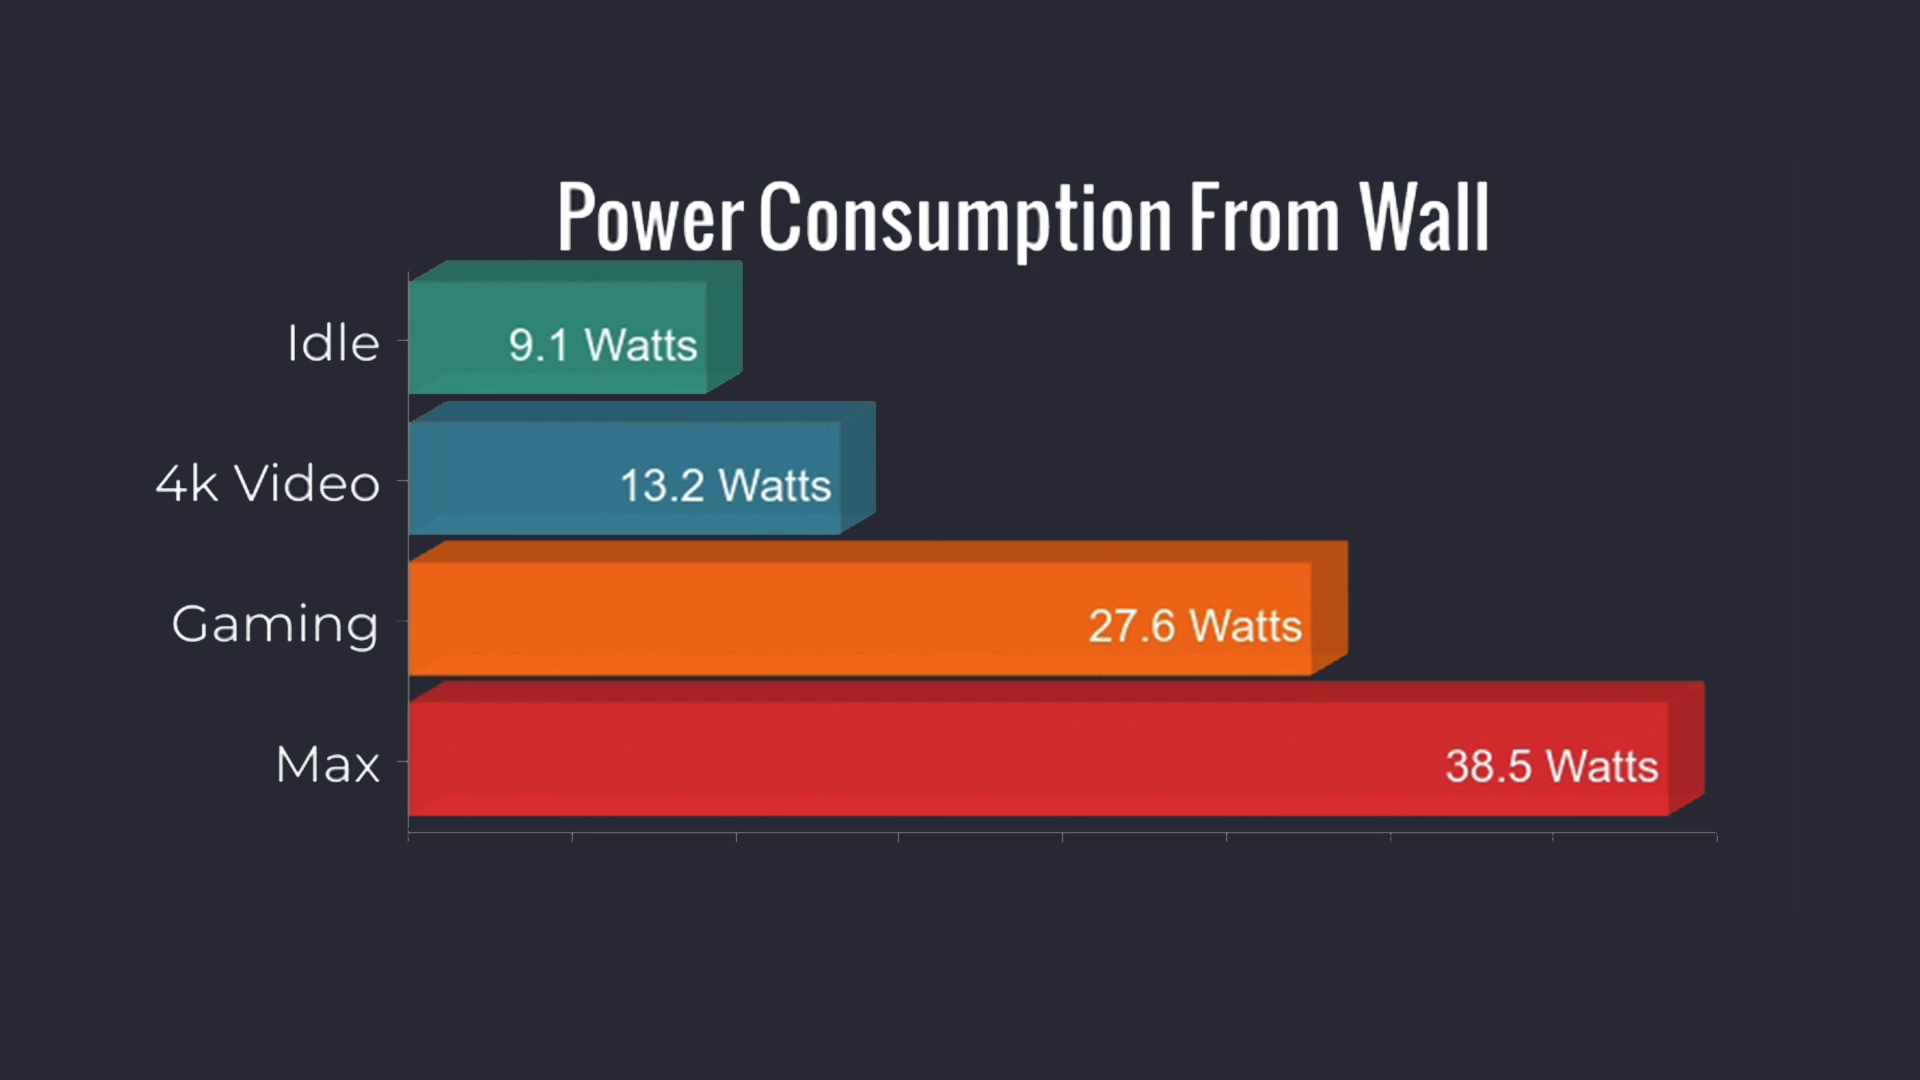 Power Consumption From Wall
Idle
9.1 Watts
4k Video
13.2 Watts
Gaming
27.6 Watts
Max
38.5 Watts